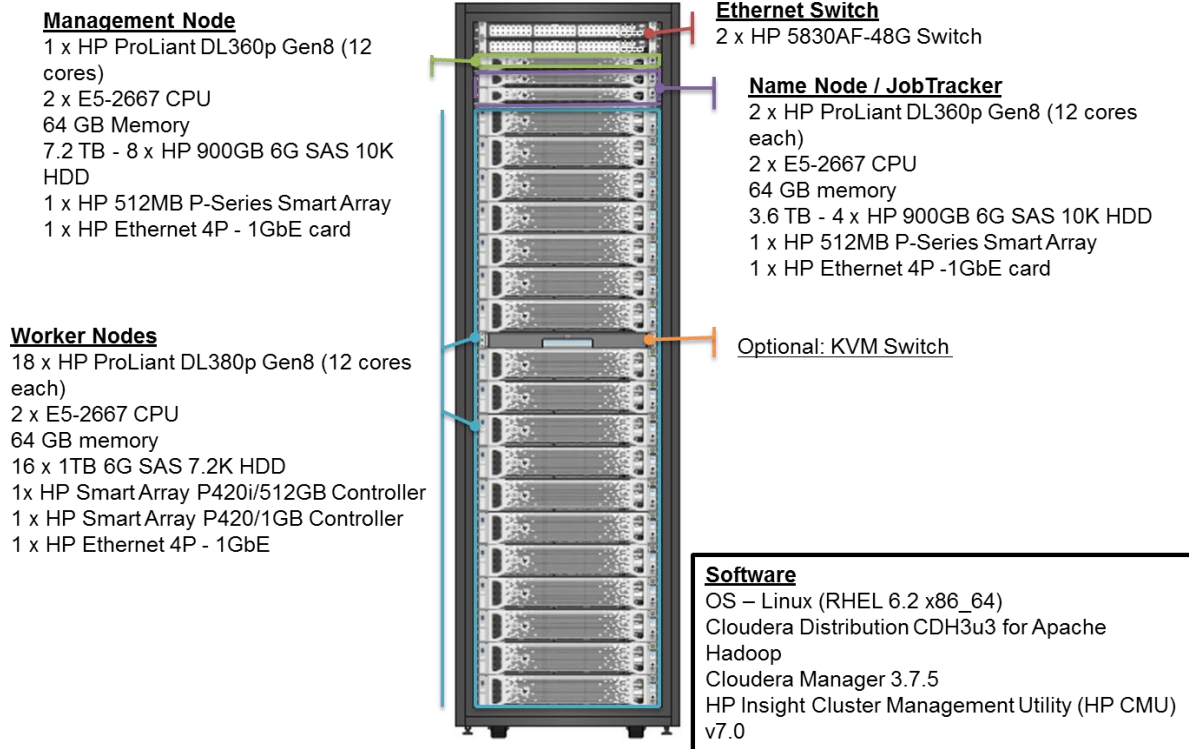 Management Node
1 x HP ProLiant DL360p Gen8 (12
cores)
2 x E5-2667 CPU
64 GB Memory
7.2 TB - 8 x HP 900GB 6G SAS 10K
HDD
1 x HP 512MB P-Series Smart Array
1 x HP Ethernet 4P - 1GbE card
Ethernet Switch
2 x HP 5830AF-48G Switch
Name Node / JobTracker
2 x HP ProLiant DL360p Gen8 (12 cores
each)
2 x E5-2667 CPU
64 GB memory
3.6 TB - 4 x HP 900GB 6G SAS 10K HDD
1 x HP 512MB P-Series Smart Array
1 x HP Ethernet 4P -1GbE card
Worker Nodes
18 x HP ProLiant DL380p Gen8 (12 cores
each)
2 x E5-2667 CPU
64 GB memory
16 x 1TB 6G SAS 7.2K HDD
1x HP Smart Array P420i/512GB Controller
1 x HP Smart Array P420/1GB Controller
1 x HP Ethernet 4P - 1GbE
Optional: KVM Switch
Software
OS – Linux (RHEL 6.2 x86_64)
Cloudera Distribution CDH3u3 for Apache
Hadoop
Cloudera Manager 3.7.5
HP Insight Cluster Management Utility (HP CMU)
v7.0